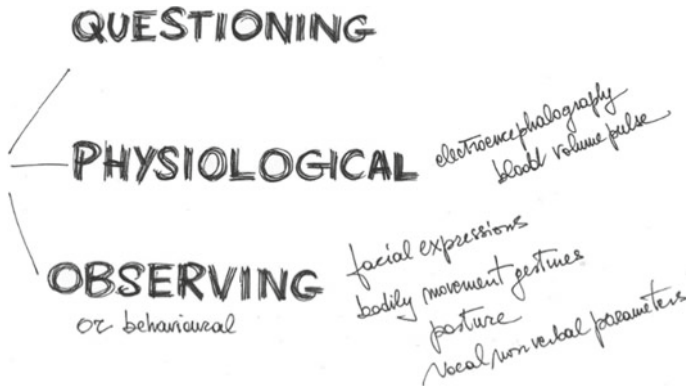 QUESTIONING
PHYSIOLOGICAL
electroencephalography
blood volume pulse
OBSERVING
or behavioural
facial expressions
bodily movement gestures
posture
vocal non verbal parameters